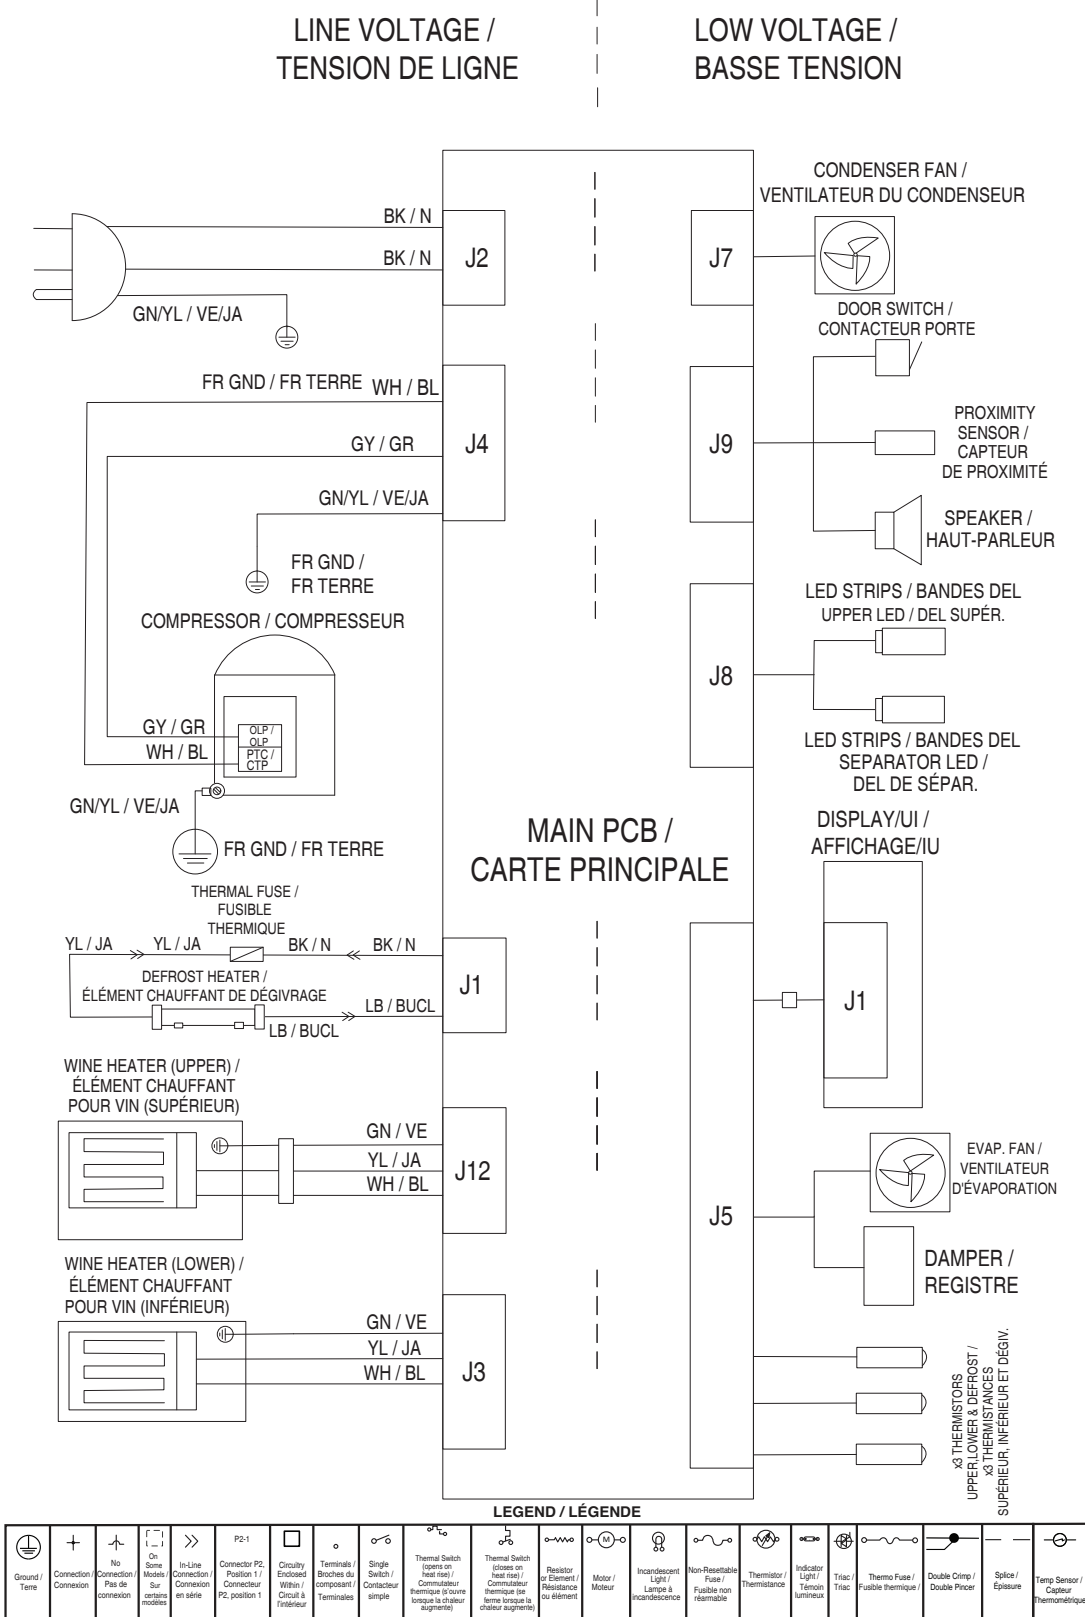 LINE VOLTAGE /
TENSION DE LIGNE
LOW VOLTAGE /
BASSE TENSION
BK / N
BK / N
GN/YL / VE/JA
J2
J7
CONDENSER FAN /
VENTILATEUR DU CONDENSEUR
DOOR SWITCH /
CONTACTEUR PORTE
FR GND / FR TERRE
WH / BL
GY / GR
GN/YL / VE/JA
J4
J9
PROXIMITY
SENSOR /
CAPTEUR
DE PROXIMITÉ
SPEAKER /
HAUT-PARLEUR
FR GND /
FR TERRE
COMPRESSOR / COMPRESSEUR
GY / GR
WH / BL
OLP /
OLP
PTC /
CTP
GN/YL / VE/JA
FR GND / FR TERRE
LED STRIPS / BANDES DEL
UPPER LED / DEL SUPÉR.
J8
LED STRIPS / BANDES DEL
SEPARATOR LED /
DEL DE SÉPAR.
MAIN PCB /
CARTE PRINCIPALE
DISPLAY/UI /
AFFICHAGE/IU
J1
THERMAL FUSE /
FUSIBLE
THERMIQUE
YL / JA
YL / JA
BK / N
BK / N
DEFROST HEATER /
ÉLÉMENT CHAUFFANT DE DÉGIVRAGE
LB / BUCL
LB / BUCL
J1
WINE HEATER (UPPER) /
ÉLÉMENT CHAUFFANT
POUR VIN (SUPÉRIEUR)
GN / VE
YL / JA
WH / BL
J12
J5
EVAP. FAN /
VENTILATEUR
D'ÉVAPORATION
DAMPER /
REGISTRE
WINE HEATER (LOWER) /
ÉLÉMENT CHAUFFANT
POUR VIN (INFÉRIEUR)
GN / VE
YL / JA
WH / BL
J3
x3 THERMISTORS
UPPER,LOWER & DEFROST /
x3 THERMISTANCES
SUPÉRIEUR, INFÉRIEUR ET DÉGIV.
LEGEND / LÉGENDE
Ground /
Terre
Connection /
Connexion
No
Connection /
Pas de
connexion
On
Some
Models /
Sur
certains
modèles
In-Line
Connection /
Connexion
en série
P2-1
Connector P2,
Position 1 /
Connecteur
P2, position 1
Circuitry
Enclosed
Within /
Circuit à
l'intérieur
Terminals /
Broches du
composant /
Terminales
Single
Switch /
Contacteur
simple
Thermal Switch
(opens on
heat rise) /
Commutateur
thermique (s'ouvre
lorsque la chaleur
augmente)
Thermal Switch
(closes on
heat rise) /
Commutateur
thermique (se
ferme lorsque la
chaleur augmente)
Resistor
or Element /
Résistance
ou élément
M
Motor /
Moteur
Incandescent
Light /
Lampe à
incandescence
Non-Resettable
Fuse /
Fusible non
réarmable
Thermistor /
Thermistance
Indicator
Light /
Témoin
lumineux
Triac /
Triac
Thermo Fuse /
Fusible thermique /
Double Crimp /
Double Pincer
Splice /
Épissure
Temp Sensor /
Capteur
Thermométrique